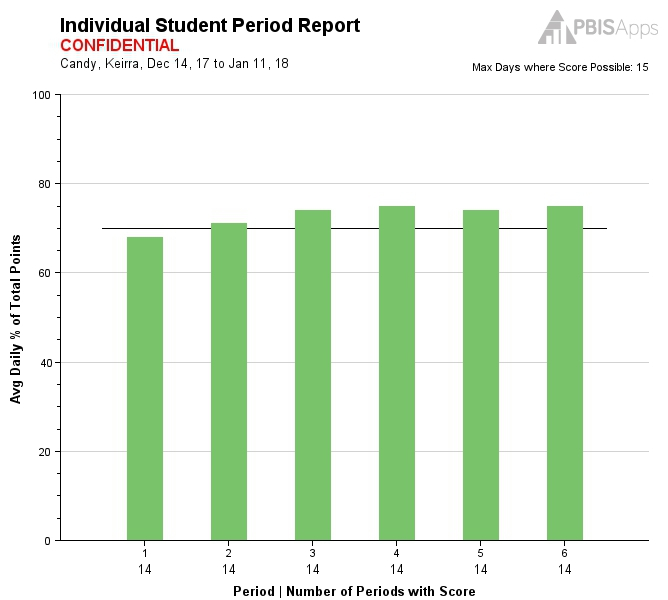 Individual Student Period Report
CONFIDENTIAL
Candy, Keirra, Dec 14, 17 to Jan 11, 18
PBISApps
Max Days where Score Possible: 15
100
80
60
40
20
0
Avg Daily % of Total Points
1 2 3 4 5 6
14 14 14 14 14 14
Period | Number of Periods with Score